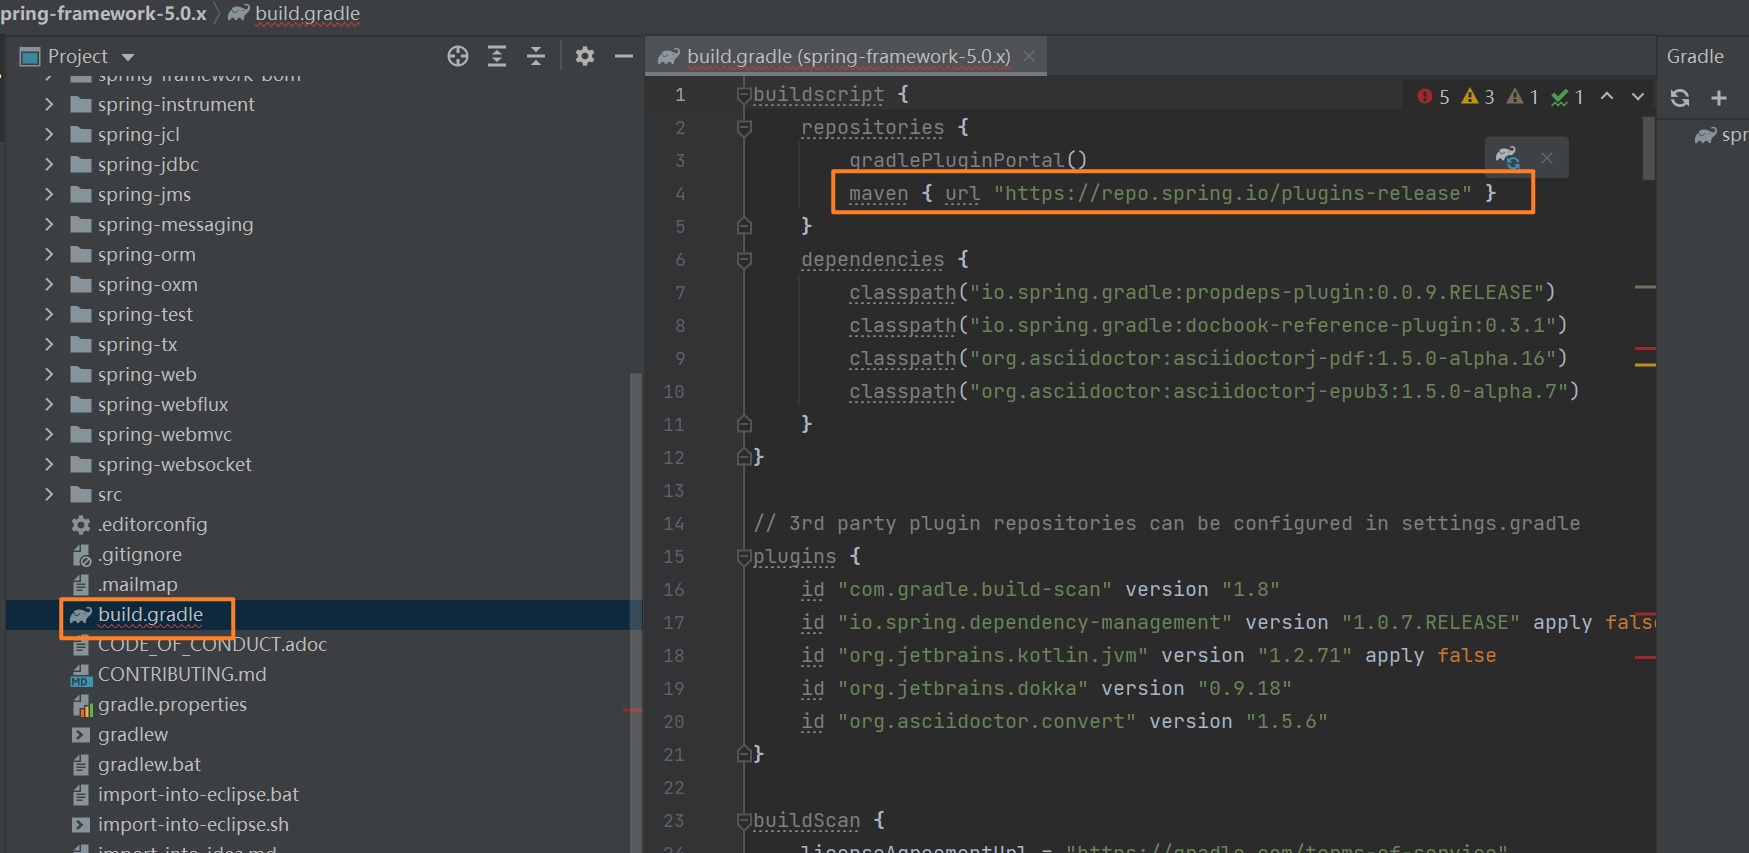 pring-framework-5.0.x build.gradle
Project
spring-framework-bom
spring-instrument
spring-jcl
spring-jdbc
spring-jms
spring-messaging
spring-orm
spring-oxm
spring-test
spring-tx
spring-web
spring-webflux
spring-webmvc
spring-websocket
src
.editorconfig
.gitignore
.mailmap
build.gradle
CODE_OF_CONDUCT.adoc
CONTRIBUTING.md
gradle.properties
gradlew
gradlew.bat
import-into-eclipse.bat
import-into-eclipse.sh
import-into-idea.md
build.gradle (spring-framework-5.0.x)
5 3 1 1
1 buildscript {
2 repositories {
3 gradlePluginPortal()
4 maven { url "https://repo.spring.io/plugins-release" }
5 }
6 dependencies {
7 classpath("io.spring.gradle:propdeps-plugin:0.0.9.RELEASE")
8 classpath("io.spring.gradle:docbook-reference-plugin:0.3.1")
9 classpath("org.asciidoctor:asciidoctorj-pdf:1.5.0-alpha.16")
10 classpath("org.asciidoctor:asciidoctorj-epub3:1.5.0-alpha.7")
11 }
12 }
13
14 // 3rd party plugin repositories can be configured in settings.gradle
15 plugins {
16 id "com.gradle.build-scan" version "1.8"
17 id "io.spring.dependency-management" version "1.0.7.RELEASE" apply fals
18 id "org.jetbrains.kotlin.jvm" version "1.2.71" apply false
19 id "org.jetbrains.dokka" version "0.9.18"
20 id "org.asciidoctor.convert" version "1.5.6"
21 }
22
23 buildScan {
24 licenseAgreementUrl = "https://gradle.com/terms-of-service"
Gradle
spr